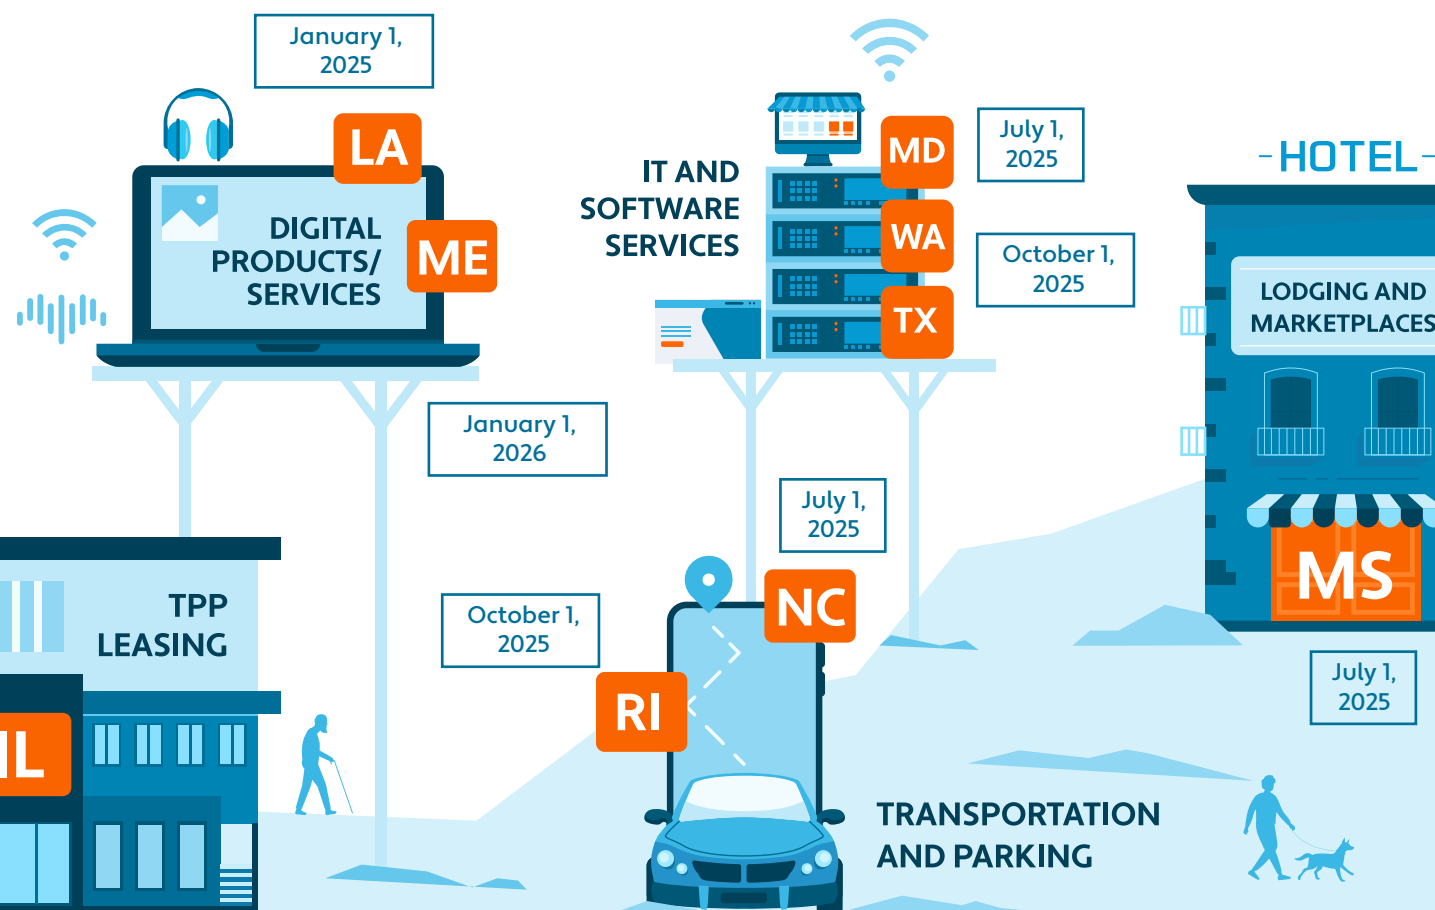 January 1,
2025
LA
DIGITAL
PRODUCTS/
SERVICES
ME
January 1,
2026
IT AND
SOFTWARE
SERVICES
MD
WA
TX
July 1,
2025
October 1,
2025
-HOTEL-
LODGING AND
MARKETPLACES
MS
July 1,
2025
TPP
LEASING
IL
October 1,
2025
RI
July 1,
2025
NC
TRANSPORTATION
AND PARKING